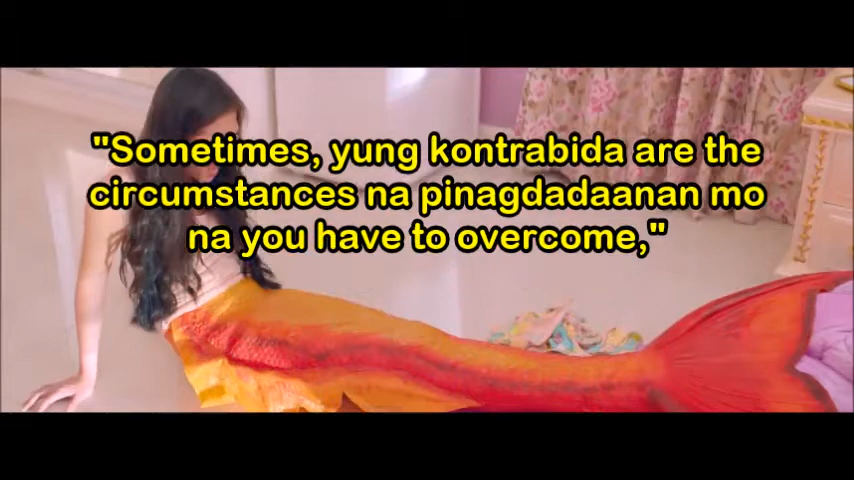 "Sometimes, yung kontrabida are the
circumstances na pinagdadaanan mo
na you have to overcome,"